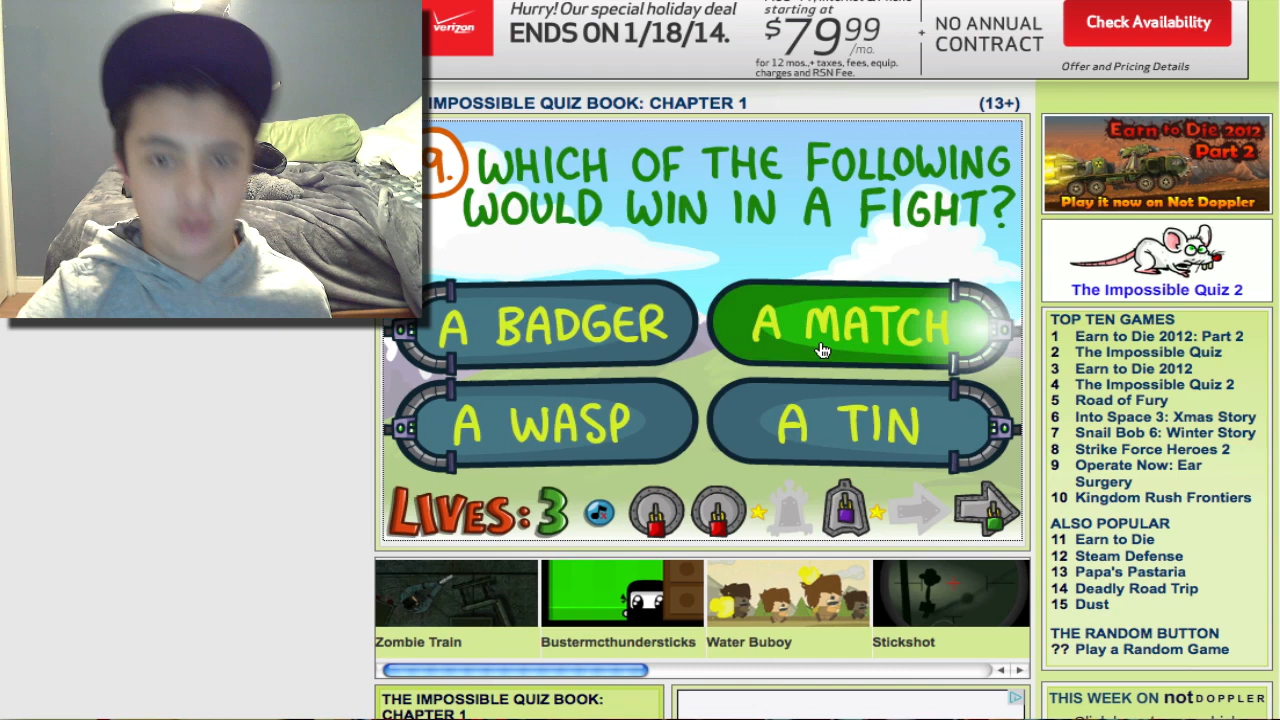 verizon
Hurry! Our special holiday deal
ENDS ON 1/18/14.
starting at
$79.99
/mo.
for 12 mos.,+ taxes, fees, equip.
charges and RSN Fee.
+
NO ANNUAL
CONTRACT
Check Availability
Offer and Pricing Details
IMPOSSIBLE QUIZ BOOK: CHAPTER 1
(13+)
9. WHICH OF THE FOLLOWING
WOULD WIN IN A FIGHT?
A BADGER
A MATCH
A WASP
A TIN
LIVES: 3
Zombie Train
Bustermcthundersticks
Water Buboy
Stickshot
THE IMPOSSIBLE QUIZ BOOK:
CHAPTER 1
Earn to Die 2012
Part 2
Play it now on Not Doppler
The Impossible Quiz 2
TOP TEN GAMES
1 Earn to Die 2012: Part 2
2 The Impossible Quiz
3 Earn to Die 2012
4 The Impossible Quiz 2
5 Road of Fury
6 Into Space 3: Xmas Story
7 Snail Bob 6: Winter Story
8 Strike Force Heroes 2
9 Operate Now: Ear
Surgery
10 Kingdom Rush Frontiers
ALSO POPULAR
11 Earn to Die
12 Steam Defense
13 Papa's Pastaria
14 Deadly Road Trip
15 Dust
THE RANDOM BUTTON
?? Play a Random Game
THIS WEEK ON notDOPPLER